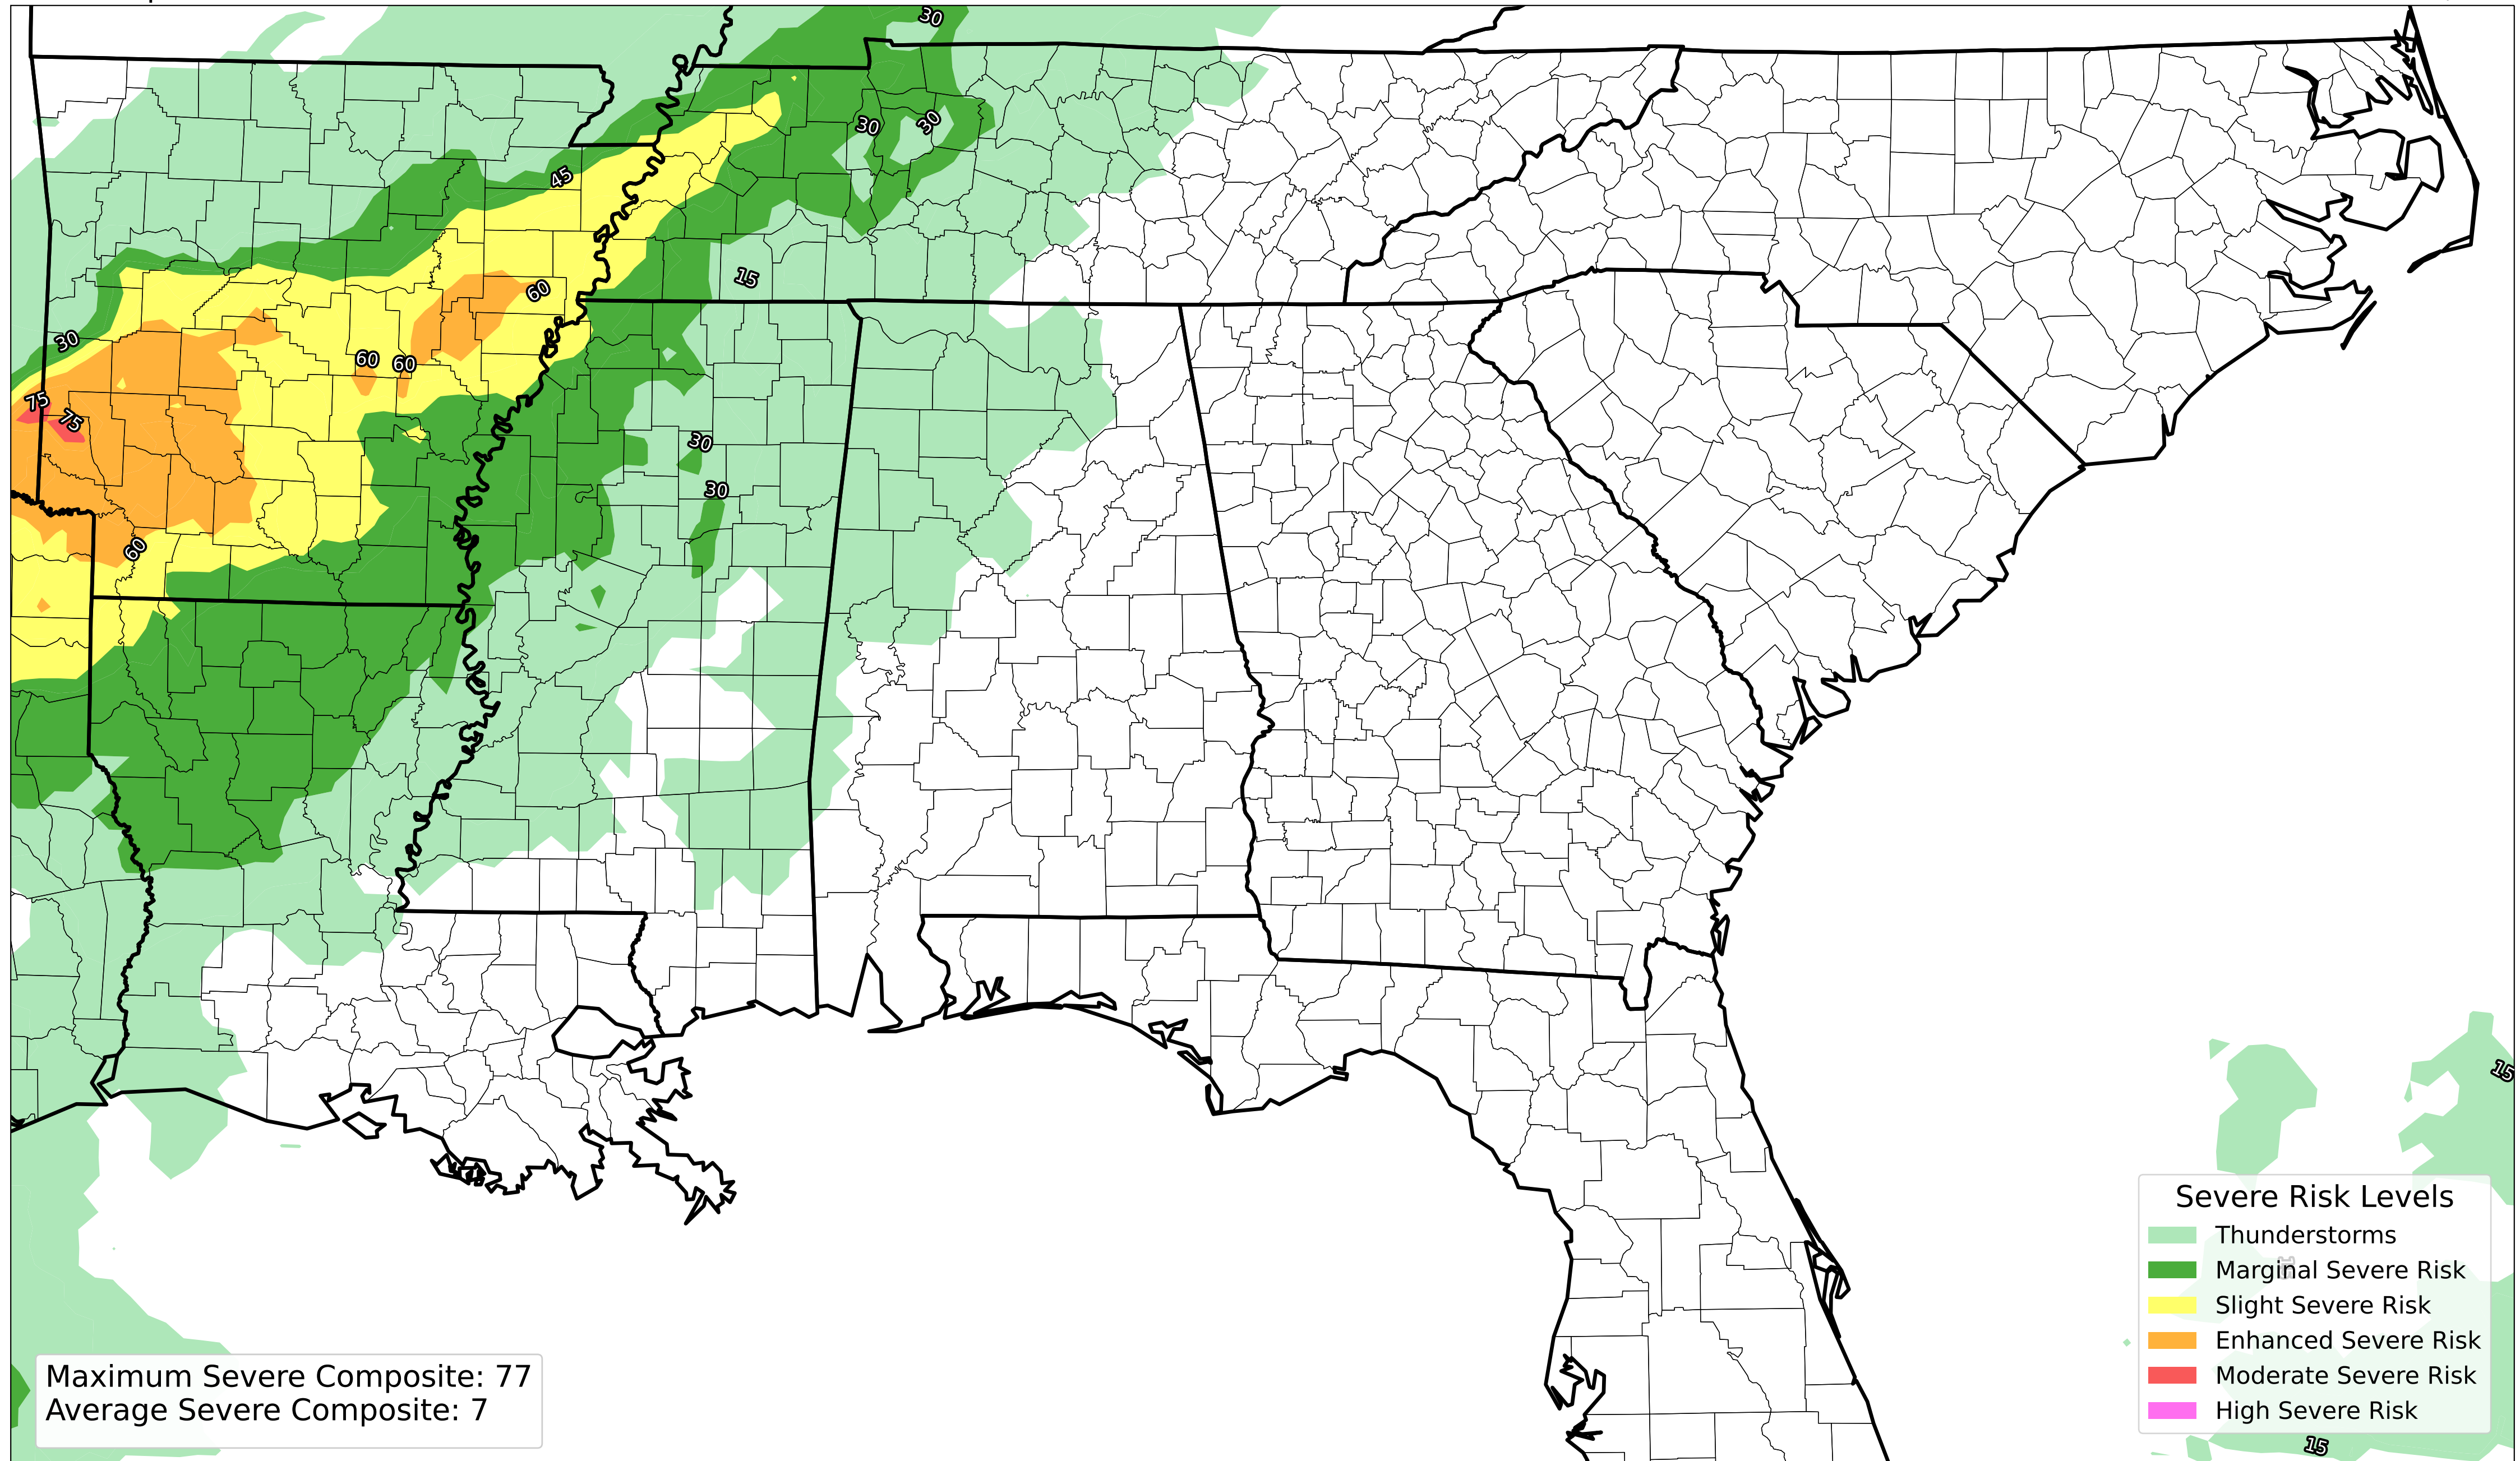 30
30
30
45
15
60
30
60
60
75
75
30
30
60
15
Severe Risk Levels
Thunderstorms
15
Marginal Severe Risk
Slight Severe Risk
Enhanced Severe Risk
Moderate Severe Risk
High Severe Risk
Maximum Severe Composite: 77
Average Severe Composite: 7
15